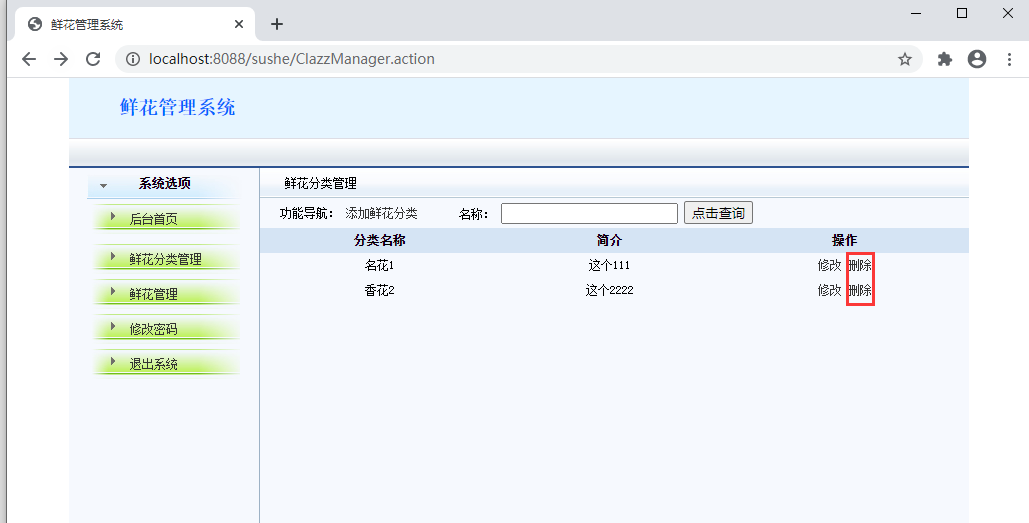 鲜花管理系统
localhost:8088/sushe/ClazzManager.action
鲜花管理系统
系统选项
后台首页
鲜花分类管理
鲜花管理
修改密码
退出系统
鲜花分类管理
功能导航： 添加鲜花分类 名称： 点击查询
分类名称 简介 操作
名花1 这个111 修改 删除
香花2 这个2222 修改 删除